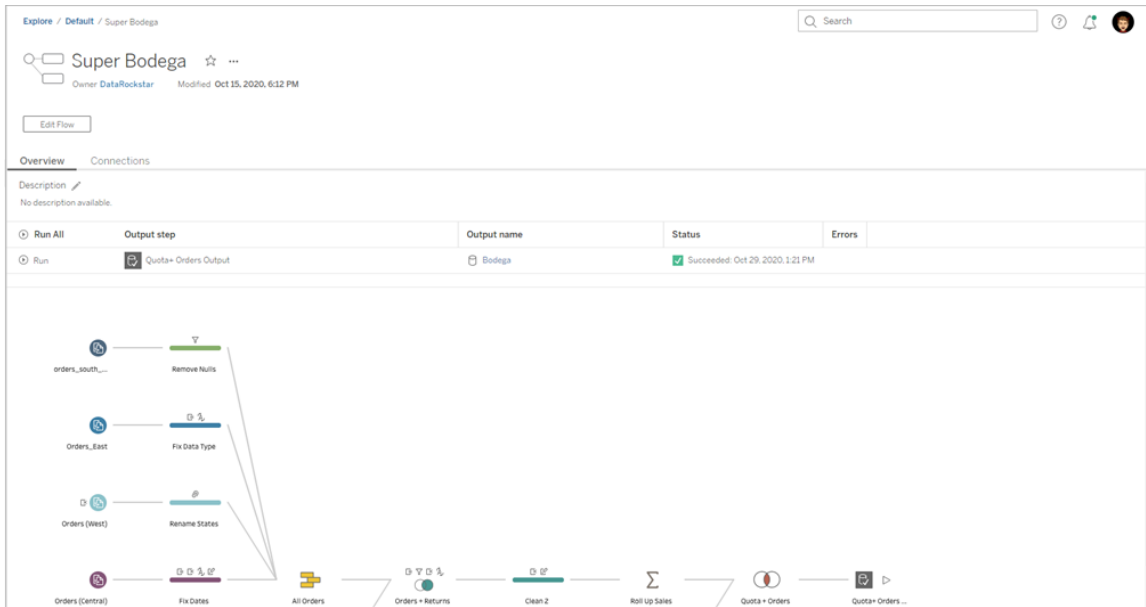 Explore / Default / Super Bodega
Search
Super Bodega
Owner DataRockstar Modified Oct 15, 2020, 6:12 PM
Edit Flow
Overview Connections
Description
No description available.
Run All Output step Output name Status Errors
Run Quota+ Orders Output Bodega Succeeded: Oct 29, 2020, 1:21 PM
orders_south_... Remove Nulls
Orders_East Fix Data Type
Orders (West) Rename States
Orders (Central) Fix Dates All Orders Orders + Returns Clean 2 Roll Up Sales Quota + Orders Quota+ Orders ...